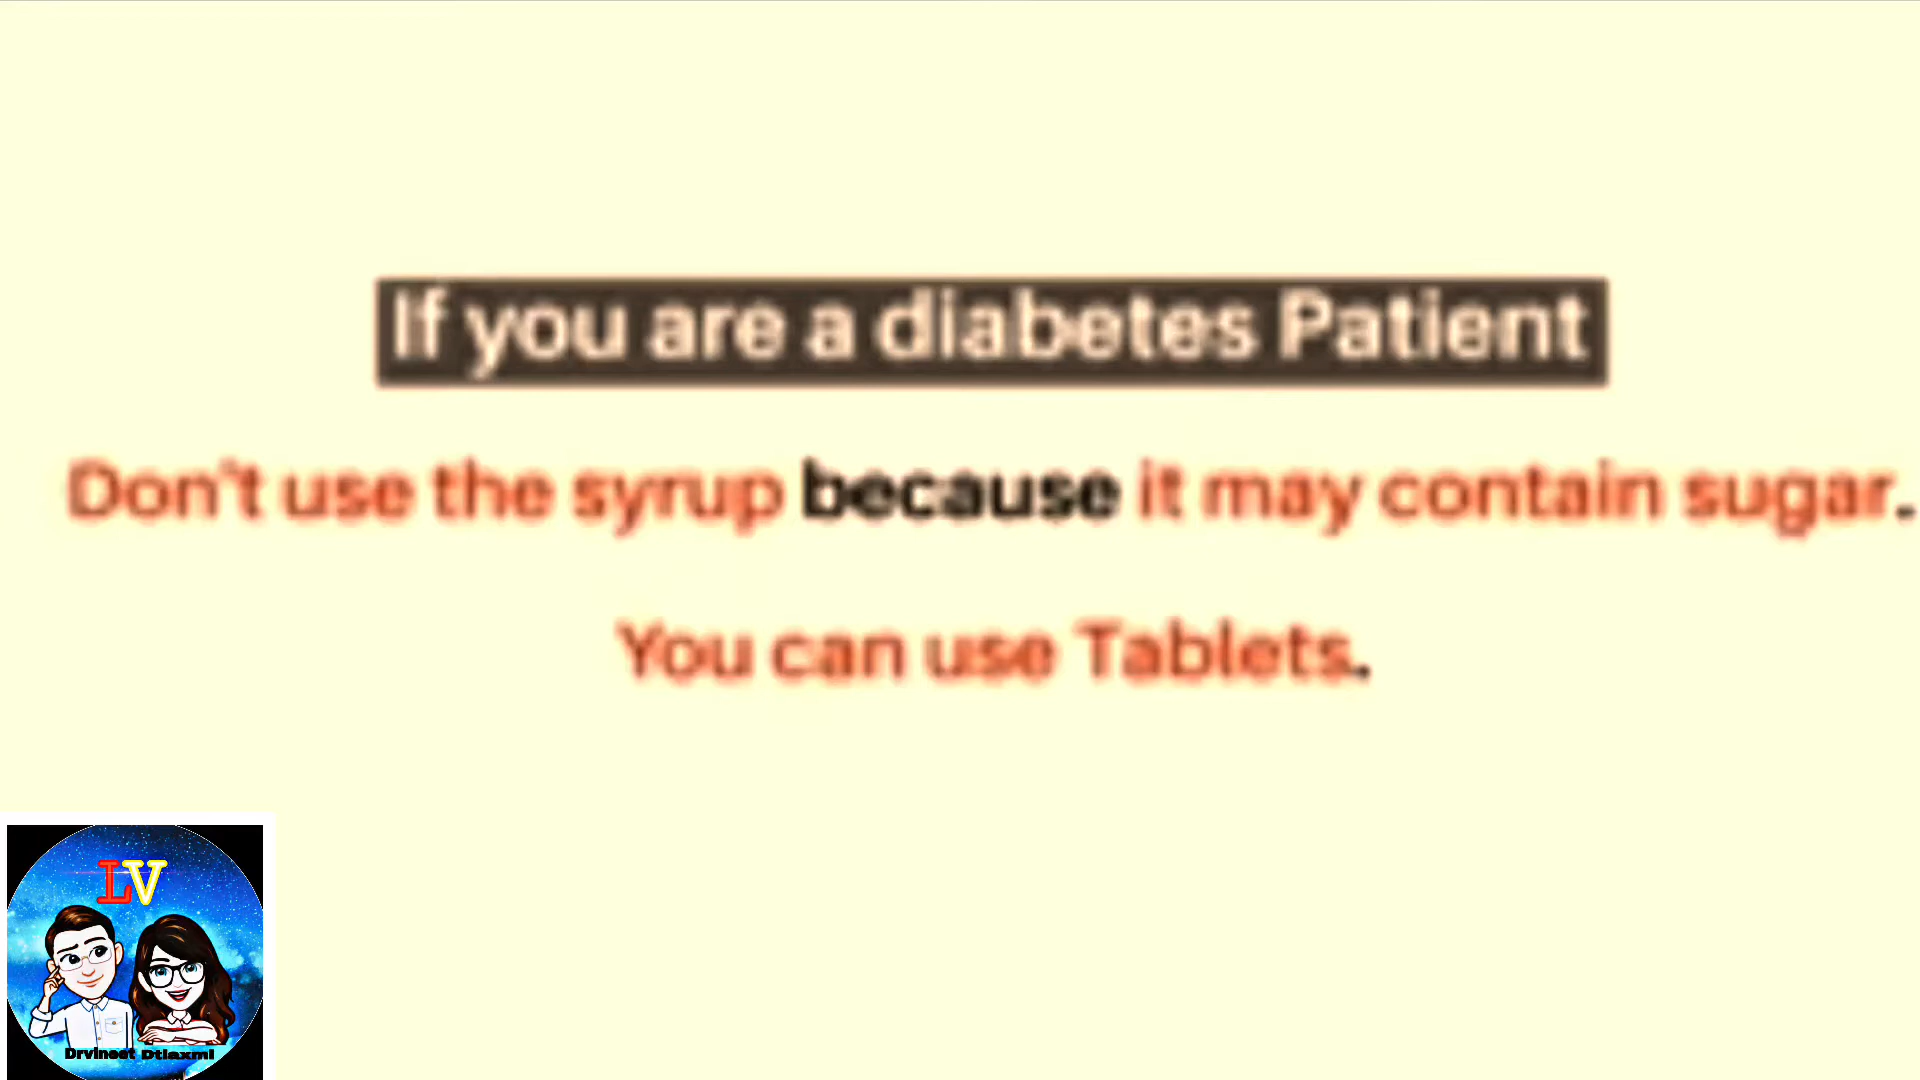 If you are a diabetes Patient
Don't use the syrup because it may contain sugar.
You can use Tablets.
LV
Drvineet Dtlaxmi